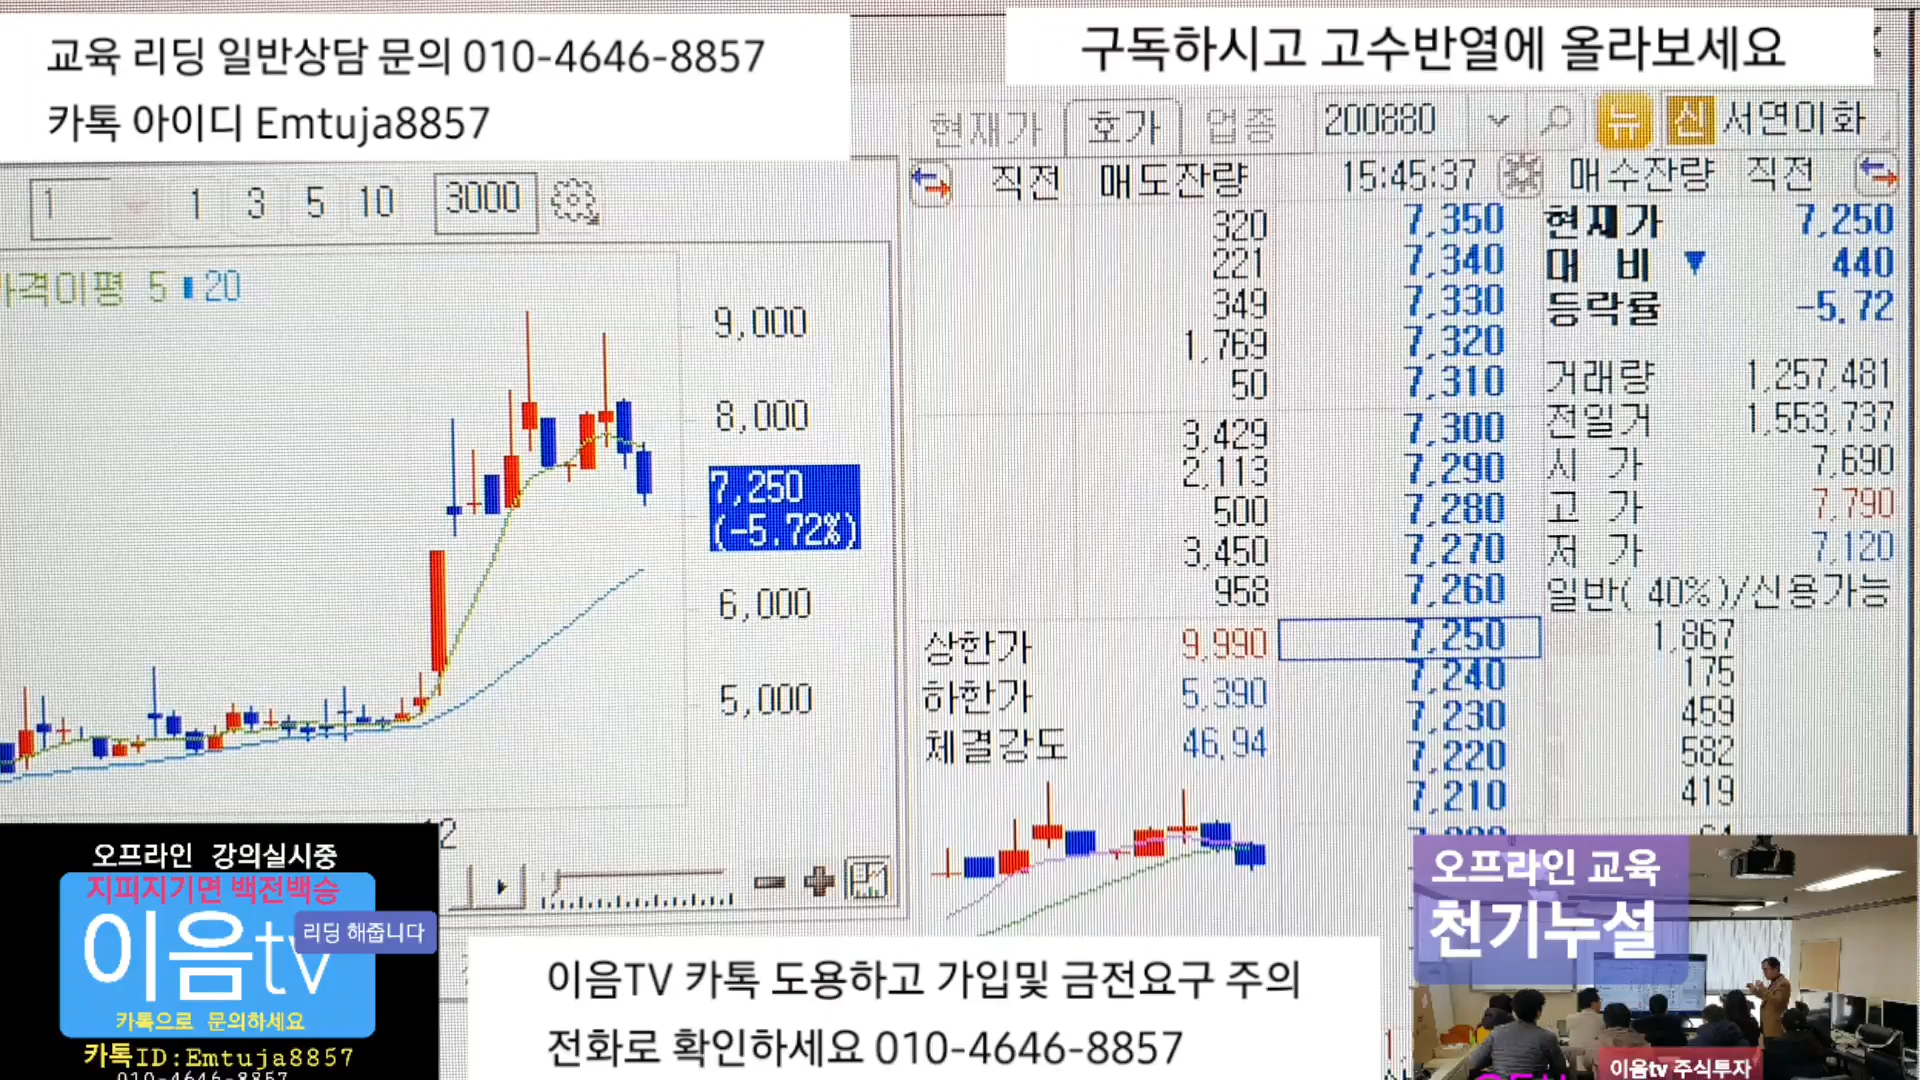 교육 리딩 일반상담 문의 010-4646-8857
카톡 아이디 Emtuja8857
구독하시고 고수반열에 올라보세요
현재가 호가 업종 200880 뉴 신 서연이화
1 1 3 5 10 3000
직전 매도잔량 15:45:37 매수잔량 직전
가격이평 5 20
9,000
8,000
7,250
(-5.72%)
6,000
5,000
320 7,350 현재가 7,250
221 7,340 대 비 ▼ 440
349 7,330 등락률 -5.72
1,769 7,320
50 7,310 거래량 1,257,481
3,429 7,300 전일거 1,553,737
2,113 7,290 시 가 7,690
500 7,280 고 가 7,790
3,450 7,270 저 가 7,120
958 7,260 일반( 40%)/신용가능
상한가 9,990 7,250 1,867
7,240 175
하한가 5,390 7,230 459
체결강도 46.94 7,220 582
7,210 419
오프라인 강의실시중
지피지기면 백전백승
이음tv
리딩 해줍니다
카톡으로 문의하세요
카톡ID:Emtuja8857
010-4646-8857
이음TV 카톡 도용하고 가입및 금전요구 주의
전화로 확인하세요 010-4646-8857
오프라인 교육
천기누설
이음tv 주식투자